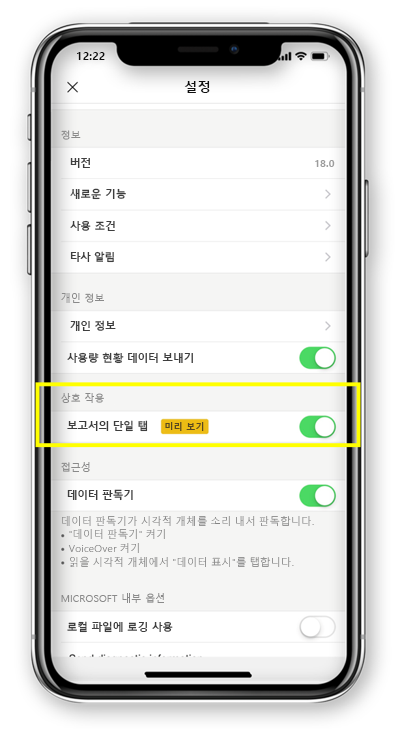 12:22
설정
정보
버전 18.0
새로운 기능
사용 조건
타사 알림
개인 정보
개인 정보
사용량 현황 데이터 보내기
상호 작용
보고서의 단일 탭 미리 보기
접근성
데이터 판독기
데이터 판독기가 시각적 개체를 소리 내서 판독합니다.
• "데이터 판독기" 켜기
• VoiceOver 켜기
• 읽을 시각적 개체에서 "데이터 표시"를 탭합니다.
MICROSOFT 내부 옵션
로컬 파일에 로깅 사용